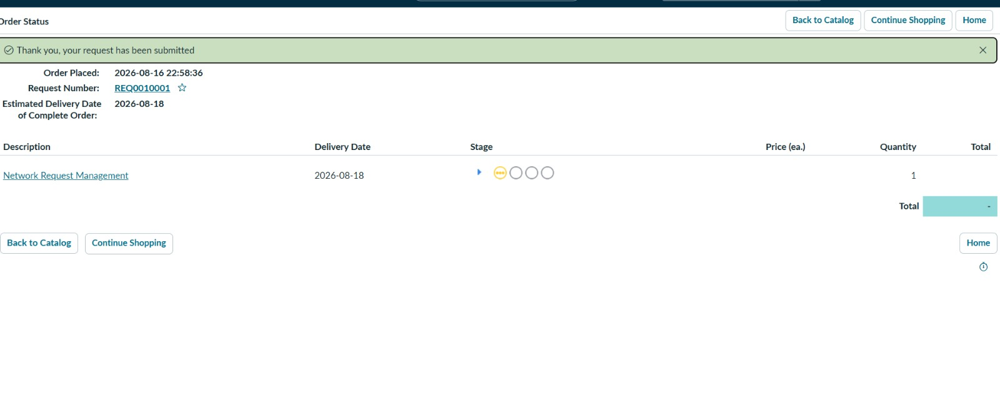 Order Status
Back to Catalog
Continue Shopping
Home
Thank you, your request has been submitted
Order Placed: 2026-08-16 22:58:36
Request Number: REQ0010001
Estimated Delivery Date 2026-08-18
of Complete Order:
Description Delivery Date Stage Price (ea.) Quantity Total
Network Request Management 2026-08-18 1
Total -
Back to Catalog
Continue Shopping
Home